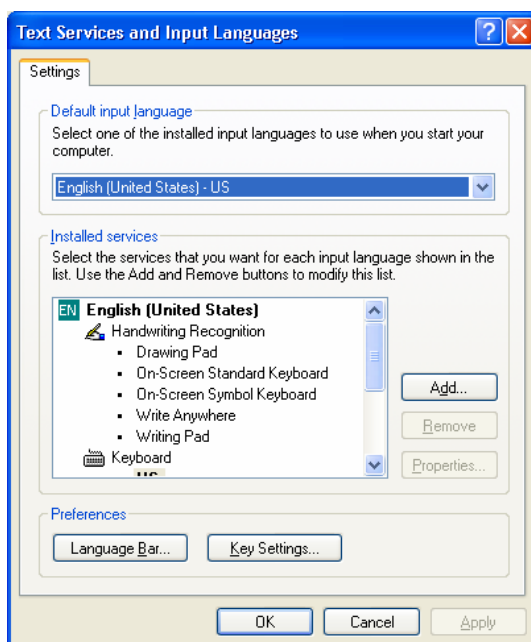 Text Services and Input Languages
Settings
Default input language
Select one of the installed input languages to use when you start your
computer.
English (United States) - US
Installed services
Select the services that you want for each input language shown in the
list. Use the Add and Remove buttons to modify this list.
EN English (United States)
Handwriting Recognition
Drawing Pad
On-Screen Standard Keyboard
On-Screen Symbol Keyboard
Write Anywhere
Writing Pad
Keyboard
US
Add...
Remove
Properties...
Preferences
Language Bar...
Key Settings...
OK
Cancel
Apply